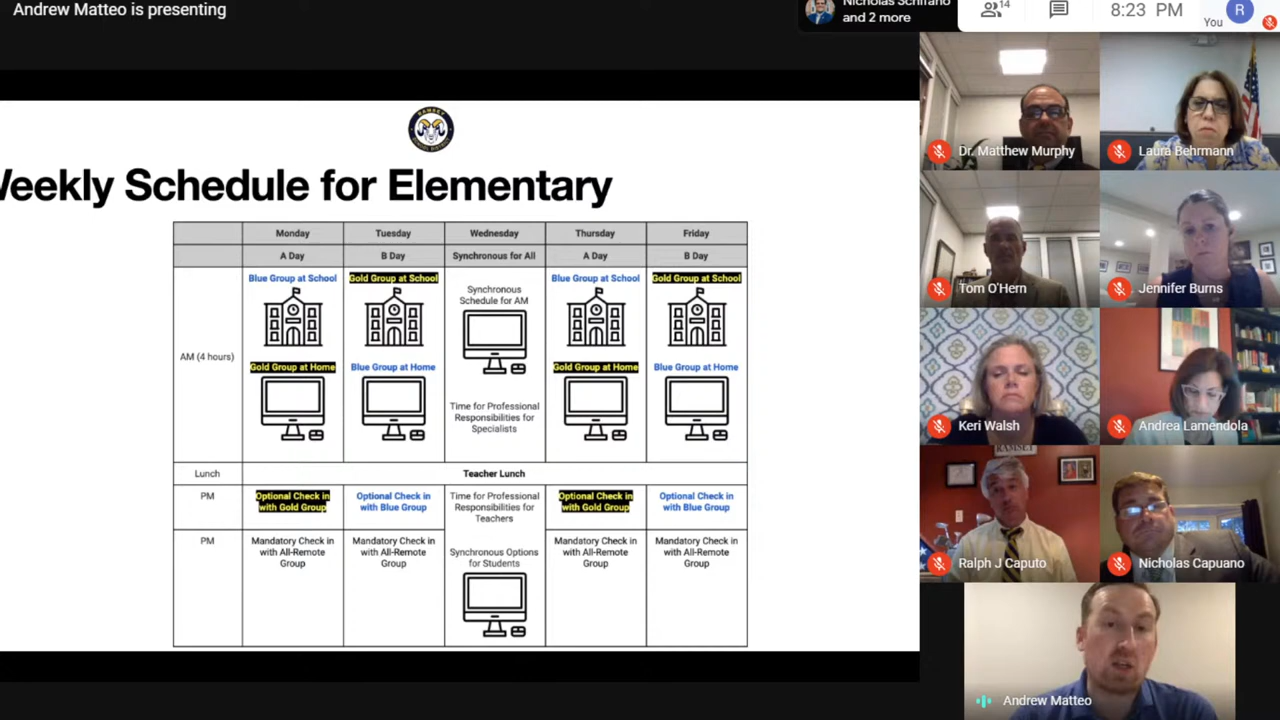 Andrew Matteo is presenting
Nicholas Schifano
and 2 more
14
8:23 PM
You
R
RAMSEY
SCHOOL DISTRICT
Weekly Schedule for Elementary
Monday Tuesday Wednesday Thursday Friday
A Day B Day Synchronous for All A Day B Day
AM (4 hours)
Blue Group at School
Gold Group at Home
Gold Group at School
Blue Group at Home
Synchronous
Schedule for AM
Time for Professional
Responsibilities for
Specialists
Blue Group at School
Gold Group at Home
Gold Group at School
Blue Group at Home
Lunch Teacher Lunch
PM
Optional Check in
with Gold Group
Optional Check in
with Blue Group
Time for Professional
Responsibilities for
Teachers
Optional Check in
with Gold Group
Optional Check in
with Blue Group
PM
Mandatory Check in
with All-Remote
Group
Mandatory Check in
with All-Remote
Group
Synchronous Options
for Students
Mandatory Check in
with All-Remote
Group
Mandatory Check in
with All-Remote
Group
Dr. Matthew Murphy
Laura Behrmann
Tom O'Hern
Jennifer Burns
Keri Walsh
Andrea Lamendola
RAMSEY
Ralph J Caputo
Nicholas Capuano
Andrew Matteo